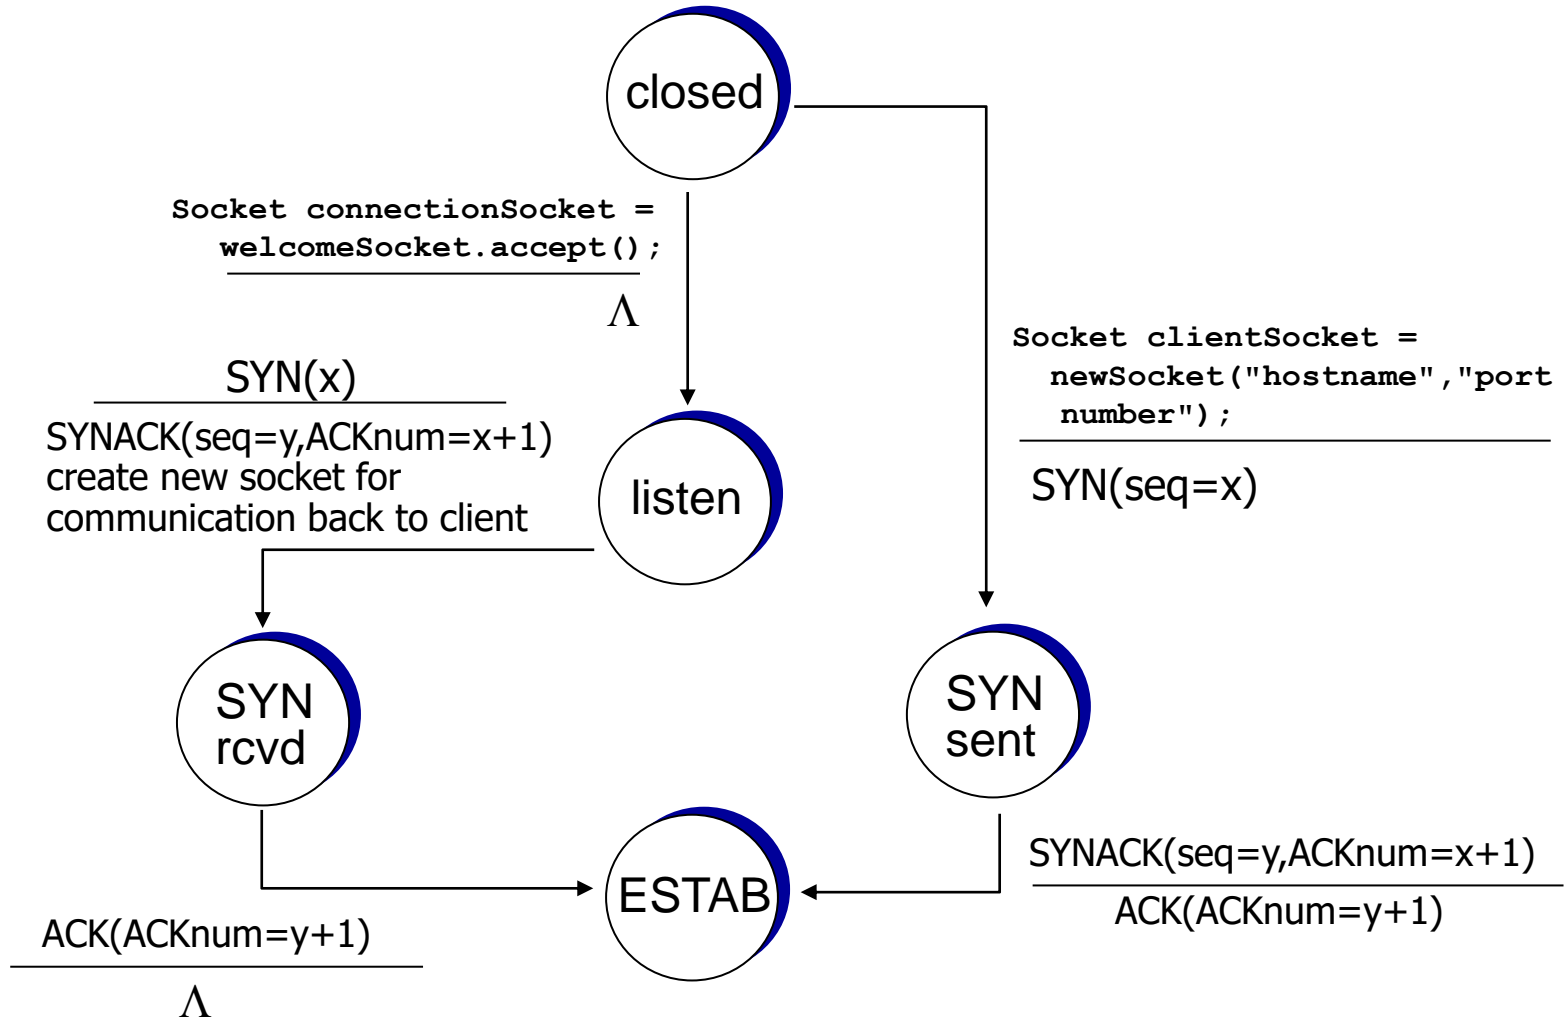 closed
Socket connectionSocket =
welcomeSocket.accept();
Λ
Socket clientSocket =
newSocket("hostname","port
number");
SYN(seq=x)
SYN(x)
SYNACK(seq=y,ACKnum=x+1)
create new socket for
communication back to client
listen
SYN
rcvd
SYN
sent
ESTAB
SYNACK(seq=y,ACKnum=x+1)
ACK(ACKnum=y+1)
ACK(ACKnum=y+1)
Λ